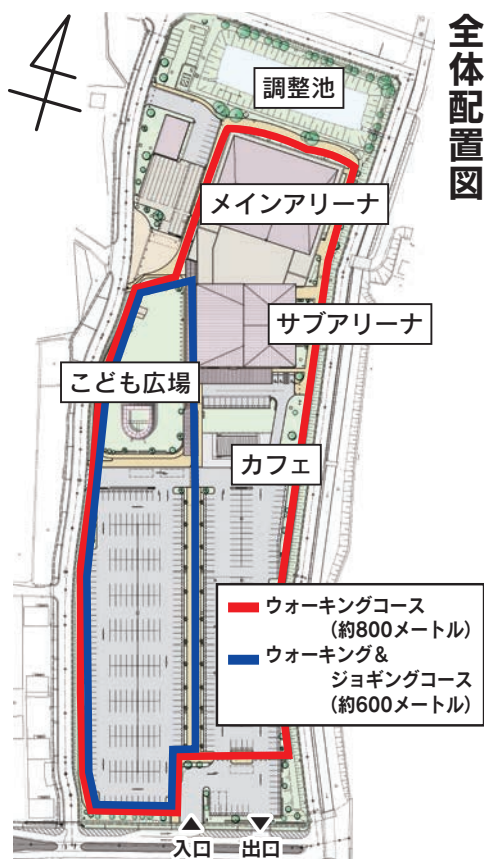 全体配置図
調整池
メインアリーナ
サブアリーナ
こども広場
カフェ
ウォーキングコース
(約800メートル)
ウォーキング&
ジョギングコース
(約600メートル)
入口
出口